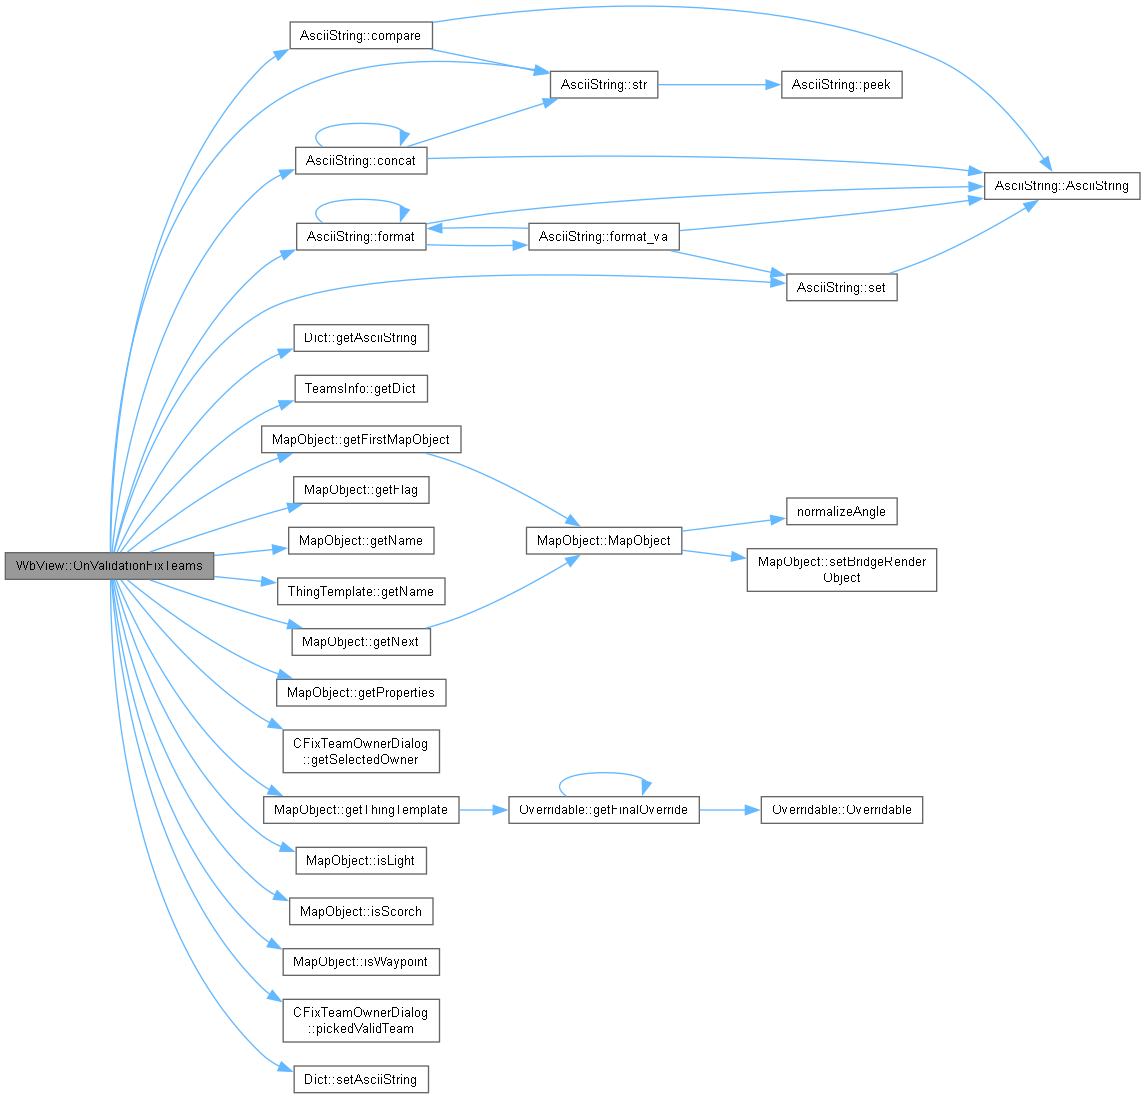 AsciiString::compare
AsciiString::str
AsciiString::peek
AsciiString::concat
AsciiString::AsciiString
AsciiString::format
AsciiString::format_va
AsciiString::set
Dict::getAsciiString
TeamsInfo::getDict
MapObject::getFirstMapObject
MapObject::getFlag
normalizeAngle
MapObject::getName
MapObject::MapObject
WbView::OnValidationFixTeams
MapObject::setBridgeRender
Object
ThingTemplate::getName
MapObject::getNext
MapObject::getProperties
CFixTeamOwnerDialog
::getSelectedOwner
MapObject::getThingTemplate
Overridable::getFinalOverride
Overridable::Overridable
MapObject::isLight
MapObject::isScorch
MapObject::isWaypoint
CFixTeamOwnerDialog
::pickedValidTeam
Dict::setAsciiString